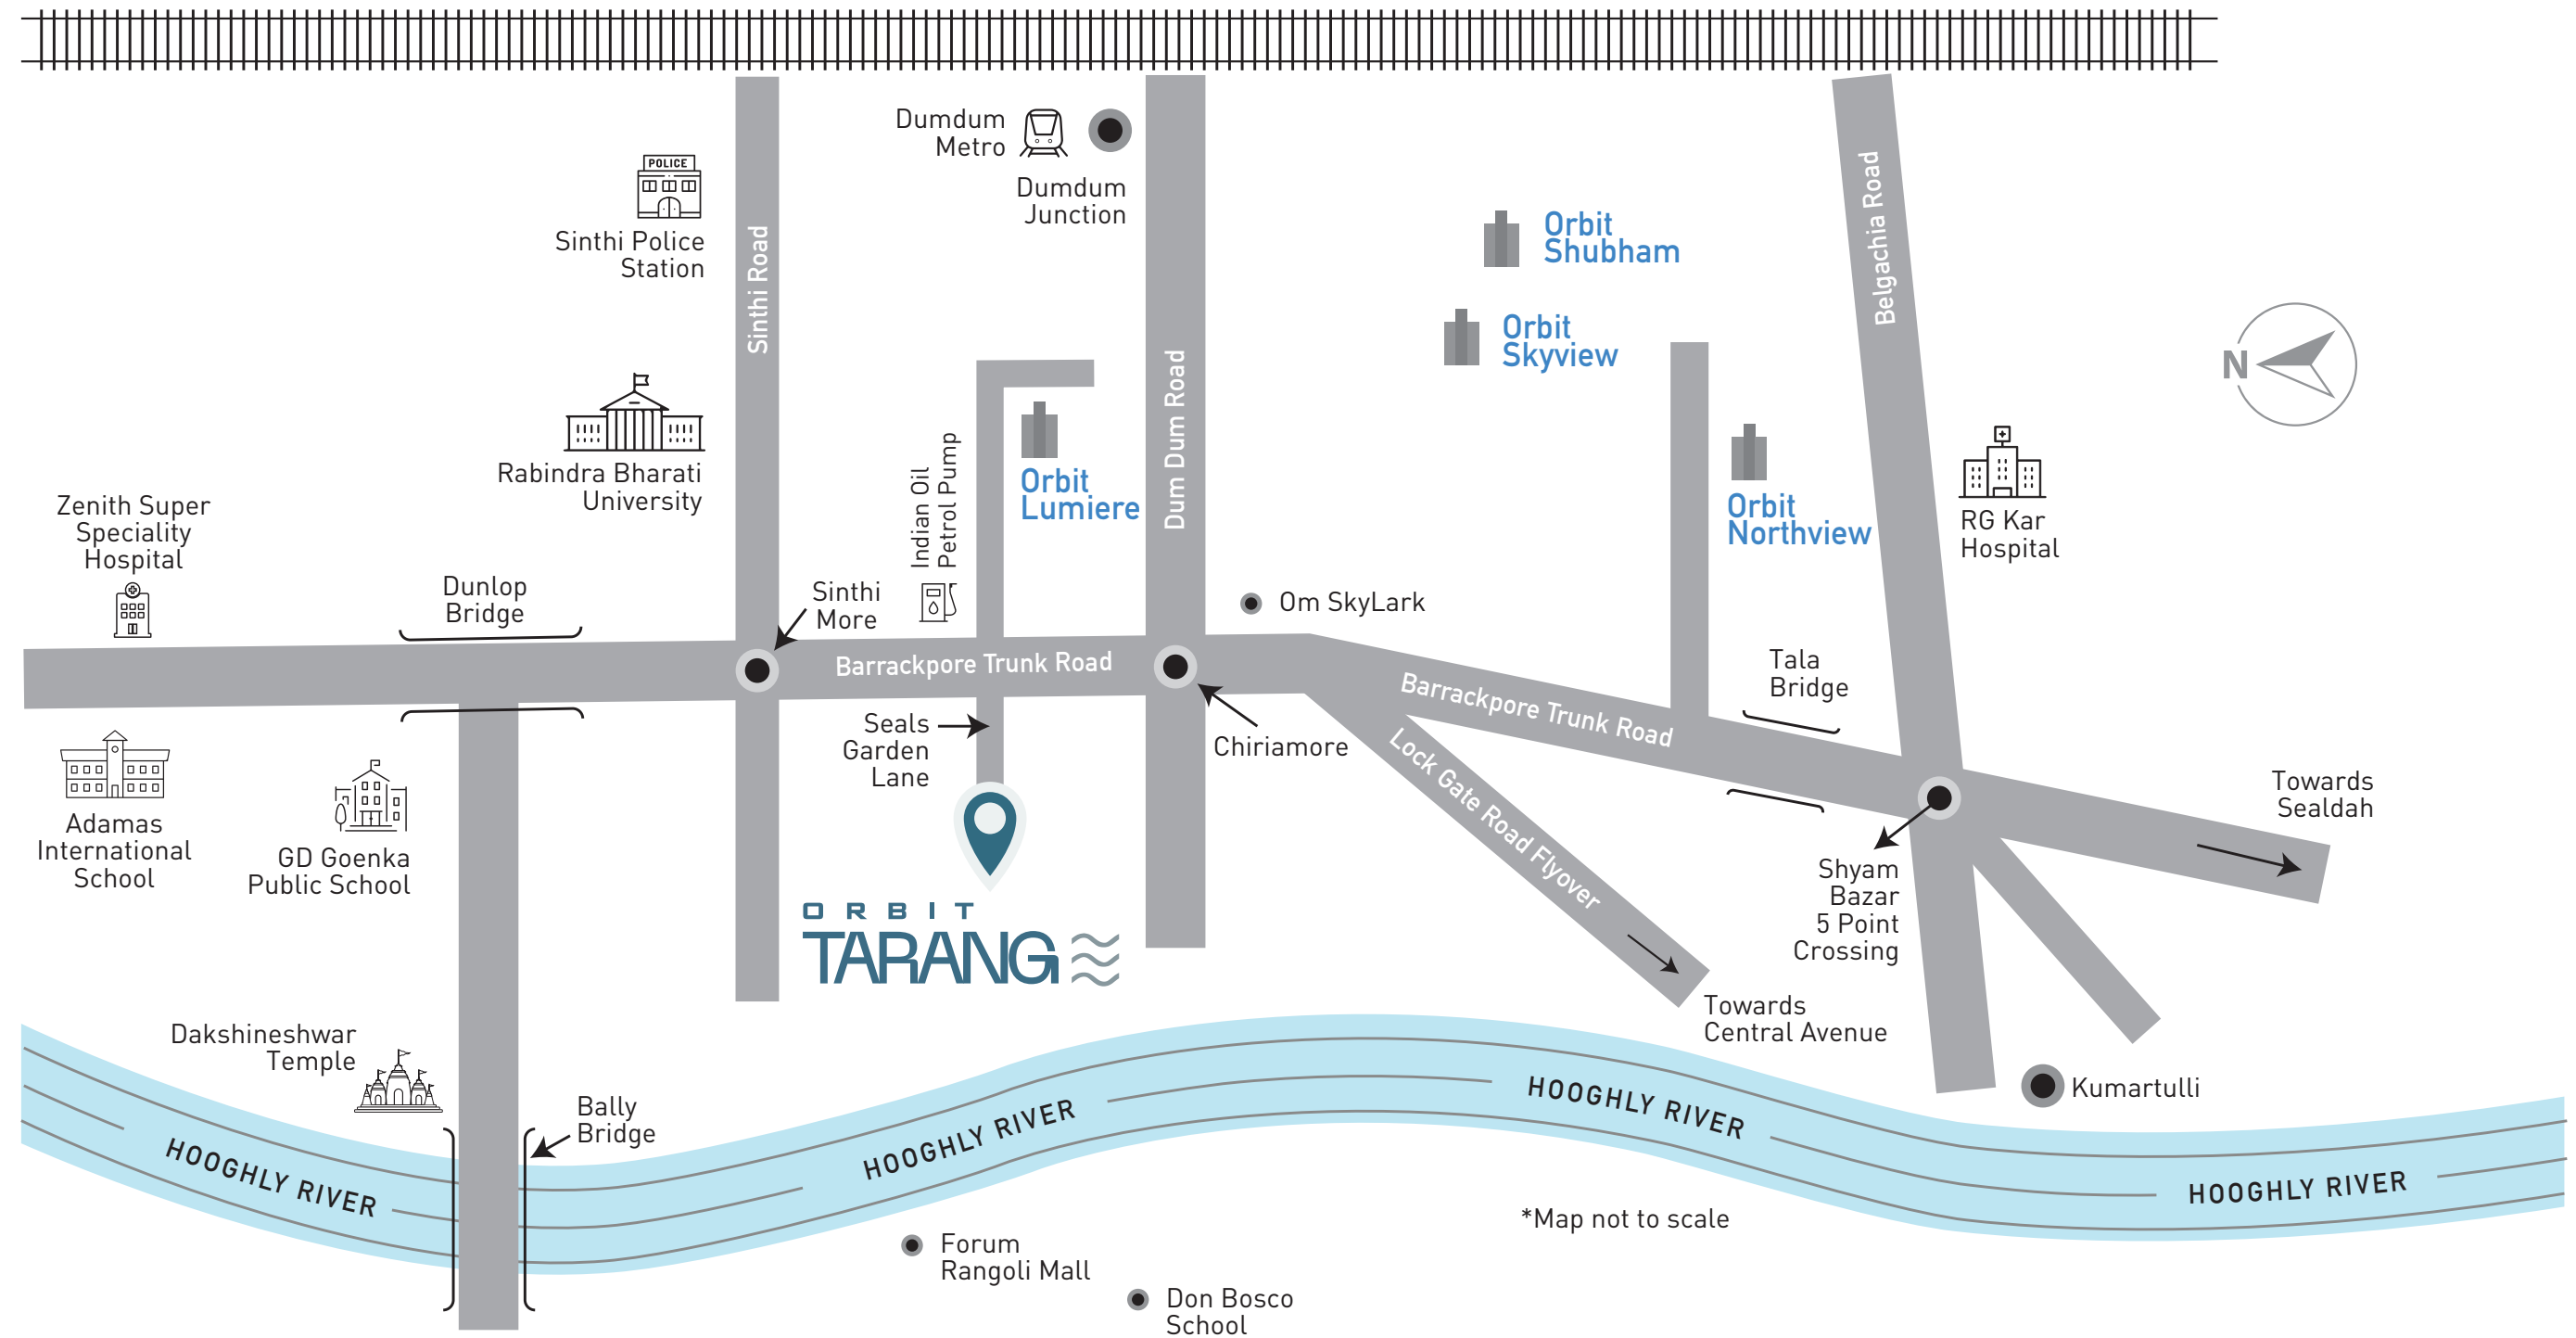 Dumdum
Metro
Dumdum
Junction
POLICE
Sinthi Police
Station
Sinthi Road
Orbit
Shubham
Belgachia Road
Orbit
Skyview
N
Rabindra Bharati
University
Indian Oil
Petrol Pump
Orbit
Lumiere
Dum Dum Road
Orbit
Northview
RG Kar
Hospital
Zenith Super
Speciality
Hospital
Dunlop
Bridge
Sinthi
More
Om SkyLark
Barrackpore Trunk Road
Barrackpore Trunk Road
Tala
Bridge
Seals
Garden
Lane
Chiriamore
Lock Gate Road Flyover
Towards
Sealdah
Adamas
International
School
GD Goenka
Public School
Shyam
Bazar
5 Point
Crossing
ORBIT
TARANG
Towards
Central Avenue
Dakshineshwar
Temple
Bally
Bridge
Kumartulli
HOOGHLY RIVER
HOOGHLY RIVER
HOOGHLY RIVER
HOOGHLY RIVER
*Map not to scale
Forum
Rangoli Mall
Don Bosco
School